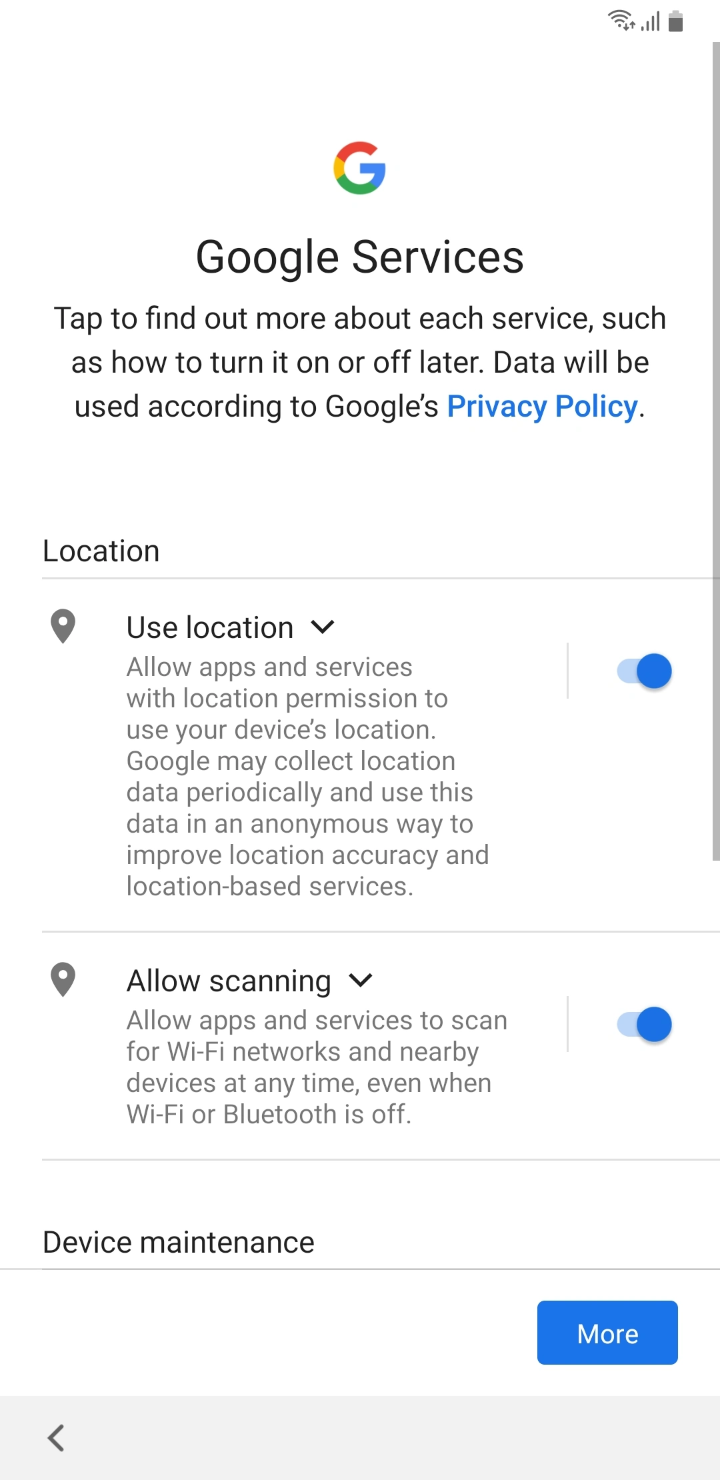 Google Services
Tap to find out more about each service, such
as how to turn it on or off later. Data will be
used according to Google’s Privacy Policy.
Location
Use location
Allow apps and services
with location permission to
use your device’s location.
Google may collect location
data periodically and use this
data in an anonymous way to
improve location accuracy and
location-based services.
Allow scanning
Allow apps and services to scan
for Wi-Fi networks and nearby
devices at any time, even when
Wi-Fi or Bluetooth is off.
Device maintenance
More